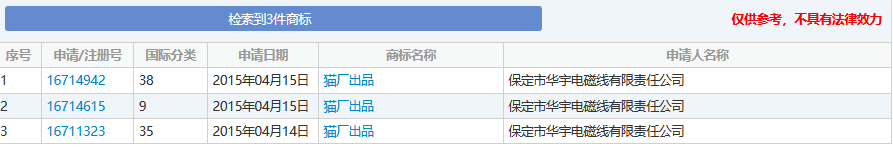 检索到3件商标
仅供参考，不具有法律效力
序号 申请/注册号 国际分类 申请日期 商标名称 申请人名称
1 16714942 38 2015年04月15日 猫厂出品 保定市华宇电磁线有限责任公司
2 16714615 9 2015年04月15日 猫厂出品 保定市华宇电磁线有限责任公司
3 16711323 35 2015年04月14日 猫厂出品 保定市华宇电磁线有限责任公司